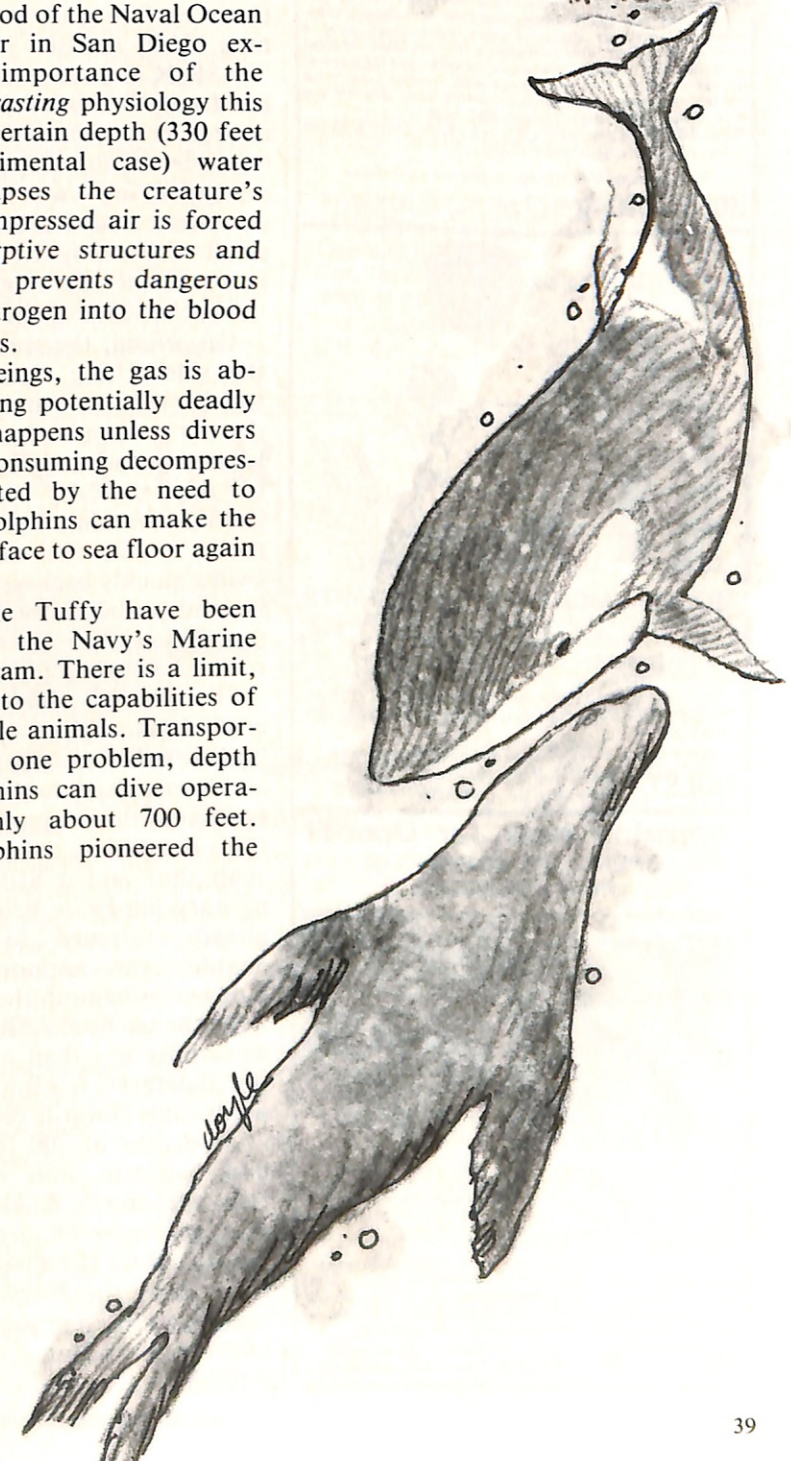 od of the Naval Ocean
r in San Diego ex-
importance of the
asting physiology this
ertain depth (330 feet
imental case) water
pses the creature's
mpressed air is forced
rptive structures and
prevents dangerous
rogen into the blood
s.
eings, the gas is ab-
ng potentially deadly
happens unless divers
onsuming decompres-
ted by the need to
olphins can make the
face to sea floor again
e Tuffy have been
the Navy's Marine
am. There is a limit,
to the capabilities of
le animals. Transpor-
one problem, depth
hins can dive opera-
ly about 700 feet.
phins pioneered the
doyle
39